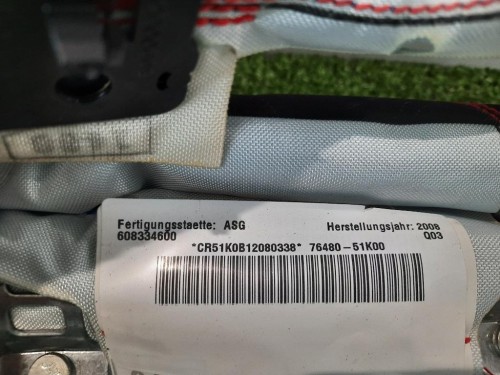 Fertigungsstaette: ASG Herstellungsjahr: 2008
608334600 Q03
*CR51K0B12080338* 76480-51K00